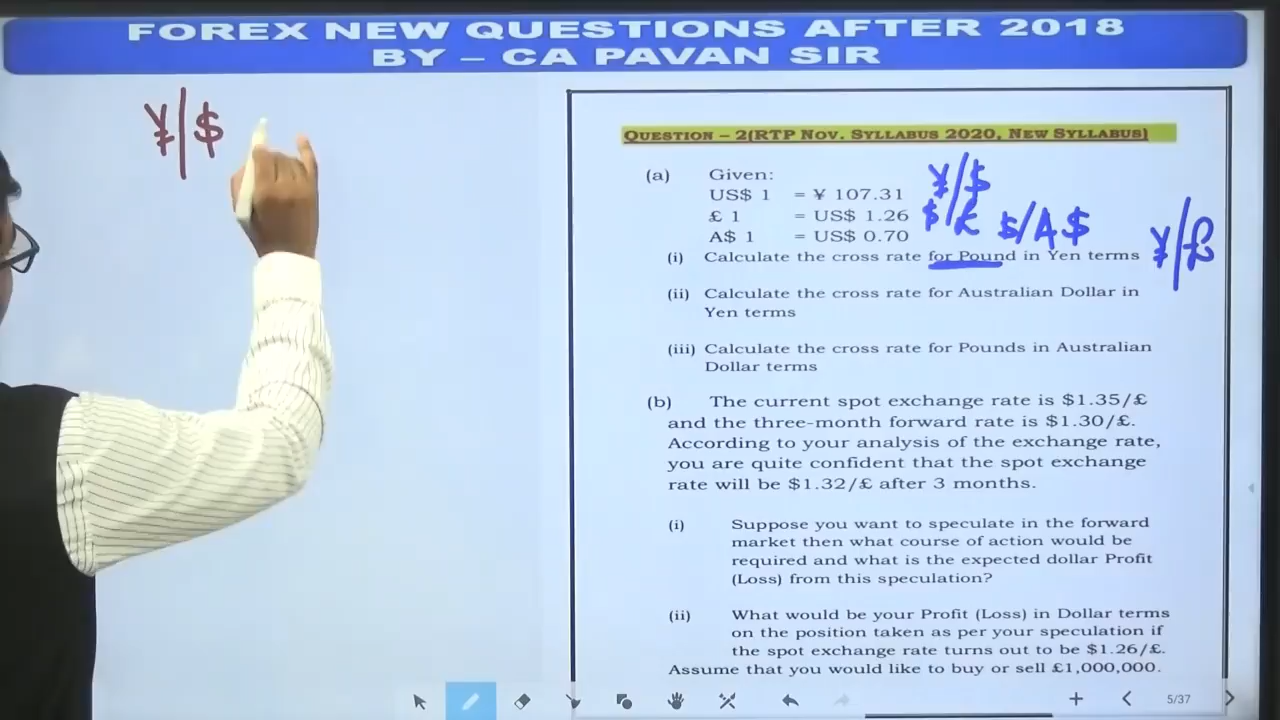 FOREX NEW QUESTIONS AFTER 2018
BY – CA PAVAN SIR
¥|$
QUESTION – 2(RTP NOV. SYLLABUS 2020, NEW SYLLABUS)
(a) Given:
US$ 1 = ¥ 107.31 ¥/$
£ 1 = US$ 1.26 $/£
A$ 1 = US$ 0.70 $/A$
(i) Calculate the cross rate for Pound in Yen terms ¥/£
(ii) Calculate the cross rate for Australian Dollar in
Yen terms
(iii) Calculate the cross rate for Pounds in Australian
Dollar terms
(b) The current spot exchange rate is $1.35/£
and the three-month forward rate is $1.30/£.
According to your analysis of the exchange rate,
you are quite confident that the spot exchange
rate will be $1.32/£ after 3 months.
(i) Suppose you want to speculate in the forward
market then what course of action would be
required and what is the expected dollar Profit
(Loss) from this speculation?
(ii) What would be your Profit (Loss) in Dollar terms
on the position taken as per your speculation if
the spot exchange rate turns out to be $1.26/£.
Assume that you would like to buy or sell £1,000,000.
5/37